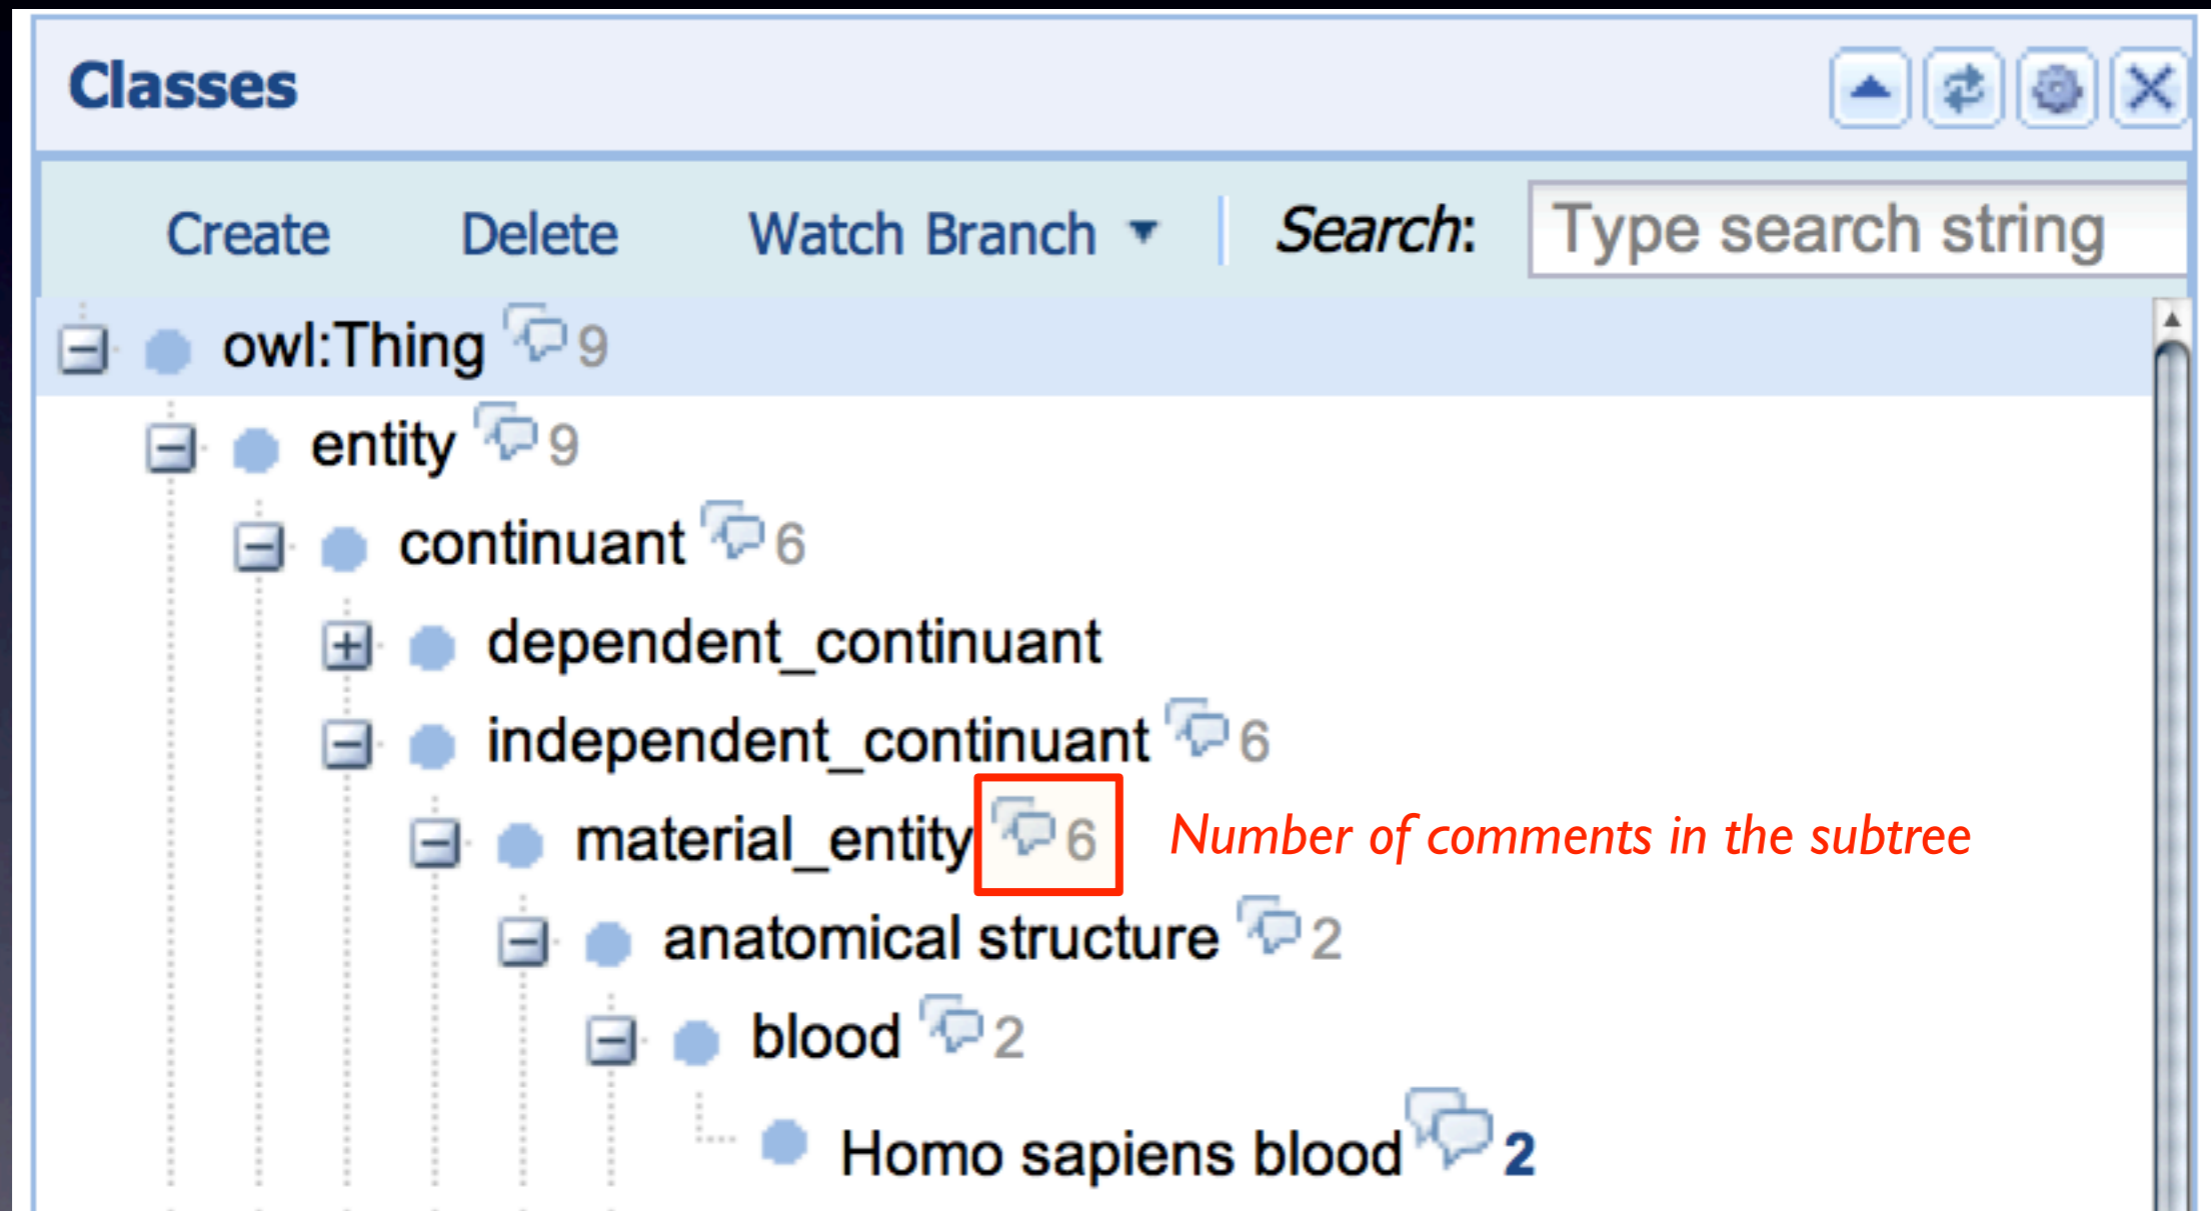 Classes
Create Delete Watch Branch Search: Type search string
owl:Thing 9
entity 9
continuant 6
dependent_continuant
independent_continuant 6
material_entity 6 Number of comments in the subtree
anatomical structure 2
blood 2
Homo sapiens blood 2